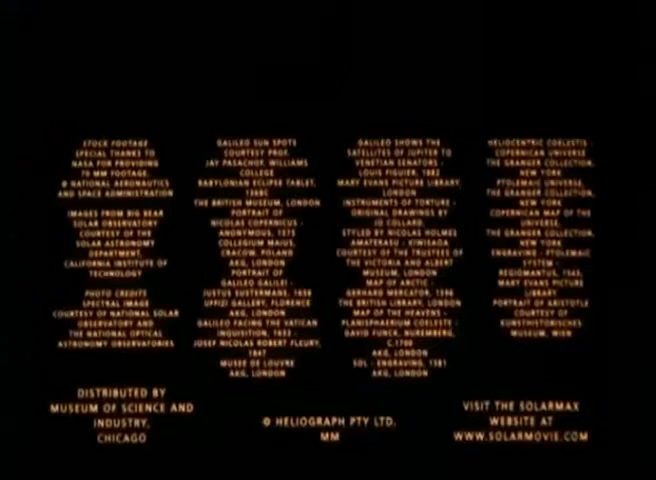 STOCK FOOTAGE
SPECIAL THANKS TO
NASA FOR PROVIDING
70 MM FOOTAGE.
© NATIONAL AERONAUTICS
AND SPACE ADMINISTRATION
IMAGES FROM BIG BEAR
SOLAR OBSERVATORY
COURTESY OF THE
SOLAR ASTRONOMY
DEPARTMENT,
CALIFORNIA INSTITUTE OF
TECHNOLOGY
PHOTO CREDITS
SPECTRAL IMAGE
COURTESY OF NATIONAL SOLAR
OBSERVATORY AND
THE NATIONAL OPTICAL
ASTRONOMY OBSERVATORIES
GALILEO SUN SPOTS
COURTESY PROF.
JAY PASACHOF, WILLIAMS
COLLEGE
BABYLONIAN ECLIPSE TABLET,
THE BRITISH MUSEUM, LONDON
PORTRAIT OF
NICOLAS COPERNICUS -
ANONYMOUS, 1575
COLLEGIUM MAIUS,
CRACOW, POLAND
AKG, LONDON
PORTRAIT OF
GALILEO GALILEI -
JUSTUS SUSTERMANS,
UFFIZI GALLERY, FLORENCE
AKG, LONDON
GALILEO FACING THE VATICAN
INQUISITION, 1633 -
JOSEF NICOLAS ROBERT FLEURY,
1847
MUSEE DE LOUVRE
AKG, LONDON
GALILEO SHOWS THE
SATELLITES OF JUPITER TO
VENETIAN SENATORS -
LOUIS FIGUIER,
MARY EVANS PICTURE LIBRARY,
LONDON
INSTRUMENTS OF TORTURE -
ORIGINAL DRAWINGS BY
JO COLLARD,
STYLED BY NICOLAS HOLMES
AMATERASU - KINISADA
COURTESY OF THE TRUSTEES OF
THE VICTORIA AND ALBERT
MUSEUM, LONDON
MAP OF ARCTIC -
MERCATOR,
THE BRITISH LIBRARY, LONDON
MAP OF THE HEAVENS -
PLANISPHAERIUM COELESTE -
DAVID FUNCK, NUREMBERG,
C.1700
AKG, LONDON
SOL - ENGRAVING, 1581
AKG, LONDON
HELIOCENTRIC COELESTIS -
COPERNICAN UNIVERSE
THE GRANGER COLLECTION,
NEW YORK
PTOLEMAIC UNIVERSE,
THE GRANGER COLLECTION,
NEW YORK
COPERNICAN MAP OF THE
UNIVERSE,
THE GRANGER COLLECTION,
NEW YORK
ENGRAVING - PTOLEMAIC
SYSTEM -
REGIOMANTUS, 1543,
MARY EVANS PICTURE
LIBRARY
PORTRAIT OF ARISTOTLE
COURTESY OF
KUNSTHISTORISCHES
MUSEUM, WIEN
DISTRIBUTED BY
MUSEUM OF SCIENCE AND
INDUSTRY,
CHICAGO
© HELIOGRAPH PTY LTD.
MM
VISIT THE SOLARMAX
WEBSITE AT
WWW.SOLARMOVIE.COM